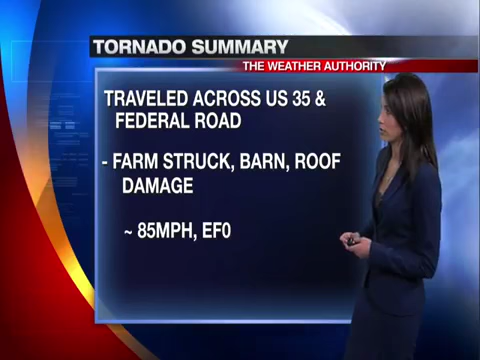 TORNADO SUMMARY
THE WEATHER AUTHORITY
TRAVELED ACROSS US 35 &
FEDERAL ROAD
- FARM STRUCK, BARN, ROOF
DAMAGE
~ 85MPH, EF0